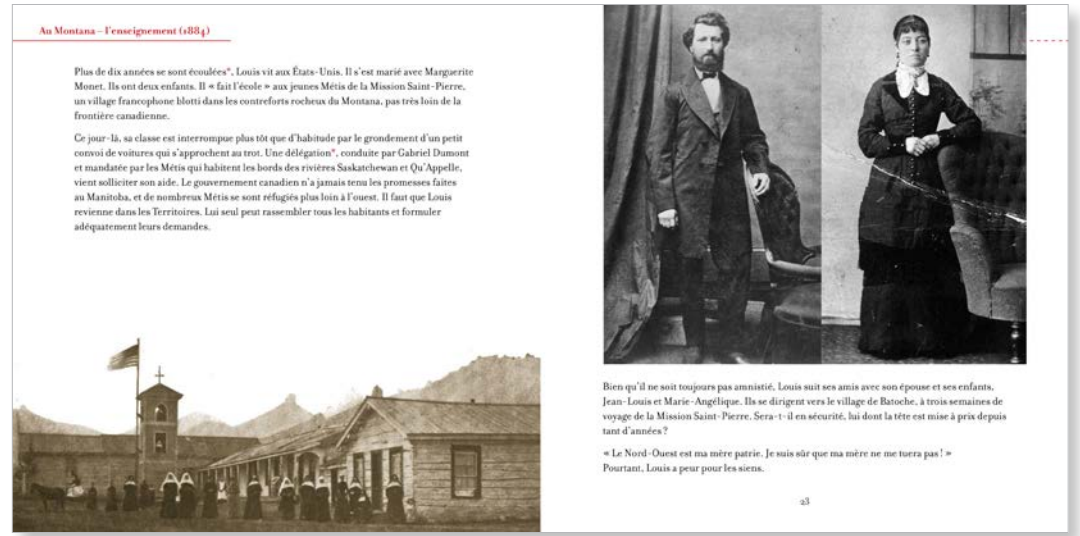 Au Montana – l'enseignement (1884)
Plus de dix années se sont écoulées*, Louis vit aux États-Unis. Il s'est marié avec Marguerite
Monet. Ils ont deux enfants. Il « fait l'école » aux jeunes Métis de la Mission Saint-Pierre,
un village francophone blotti dans les contreforts rocheux du Montana, pas très loin de la
frontière canadienne.
Ce jour-là, sa classe est interrompue plus tôt que d'habitude par le grondement d'un petit
convoi de voitures qui s'approchent au trot. Une délégation*, conduite par Gabriel Dumont
et mandatée par les Métis qui habitent les bords des rivières Saskatchewan et Qu'Appelle,
vient solliciter son aide. Le gouvernement canadien n'a jamais tenu les promesses faites
au Manitoba, et de nombreux Métis se sont réfugiés plus loin à l'ouest. Il faut que Louis
revienne dans les Territoires. Lui seul peut rassembler tous les habitants et formuler
adéquatement leurs demandes.
Bien qu'il ne soit toujours pas amnistié, Louis suit ses amis avec son épouse et ses enfants,
Jean-Louis et Marie-Angélique. Ils se dirigent vers le village de Batoche, à trois semaines de
voyage de la Mission Saint-Pierre. Sera-t-il en sécurité, lui dont la tête est mise à prix depuis
tant d'années ?
« Le Nord-Ouest est ma mère patrie. Je suis sûr que ma mère ne me tuera pas ! »
Pourtant, Louis a peur pour les siens.
23